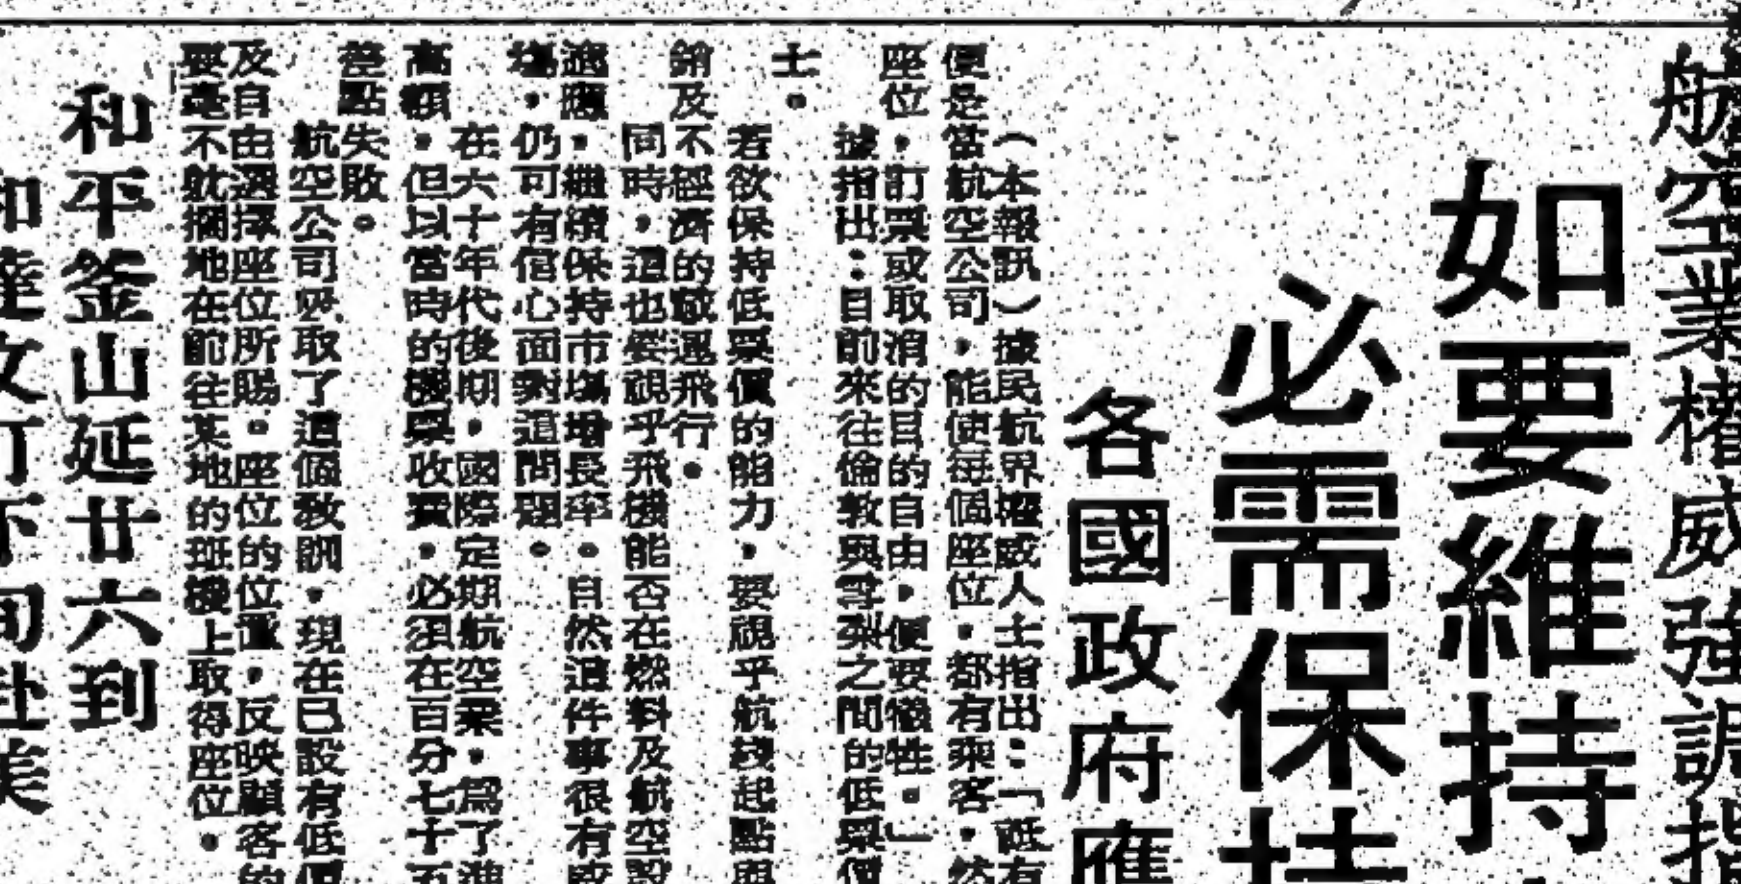 航空業權威強調指
如要維持
必需保持
各國政府應
（本報訊）據民航界權威人士指出：「祗有
便是當航空公司，能使每個座位，都有乘客，然
座位，訂票或取消的目的自由，便要犧牲。」
據指出：目前來往倫敦與雪梨之間的低票價
士。
若欲保持低票價的能力，要視乎航綫起點與
銷及不經濟的載運飛行。
同時，這也要視乎飛機能否在燃料及航空設
適應，繼續保持市場增長率。自然這件事很有
場，仍可有信心面對這問題。
在六十年代後期，國際定期航空業，為了進
高額，但以當時的機票收費，必須在百分七十五
差點失敗。
航空公司吸取了這個教訓，現在已設有低價
及自由選擇座位所賜。座位的位置，反映顧客的
要毫不躭擱地在前往某地的班機上取得座位。
和平釜山延廿六到